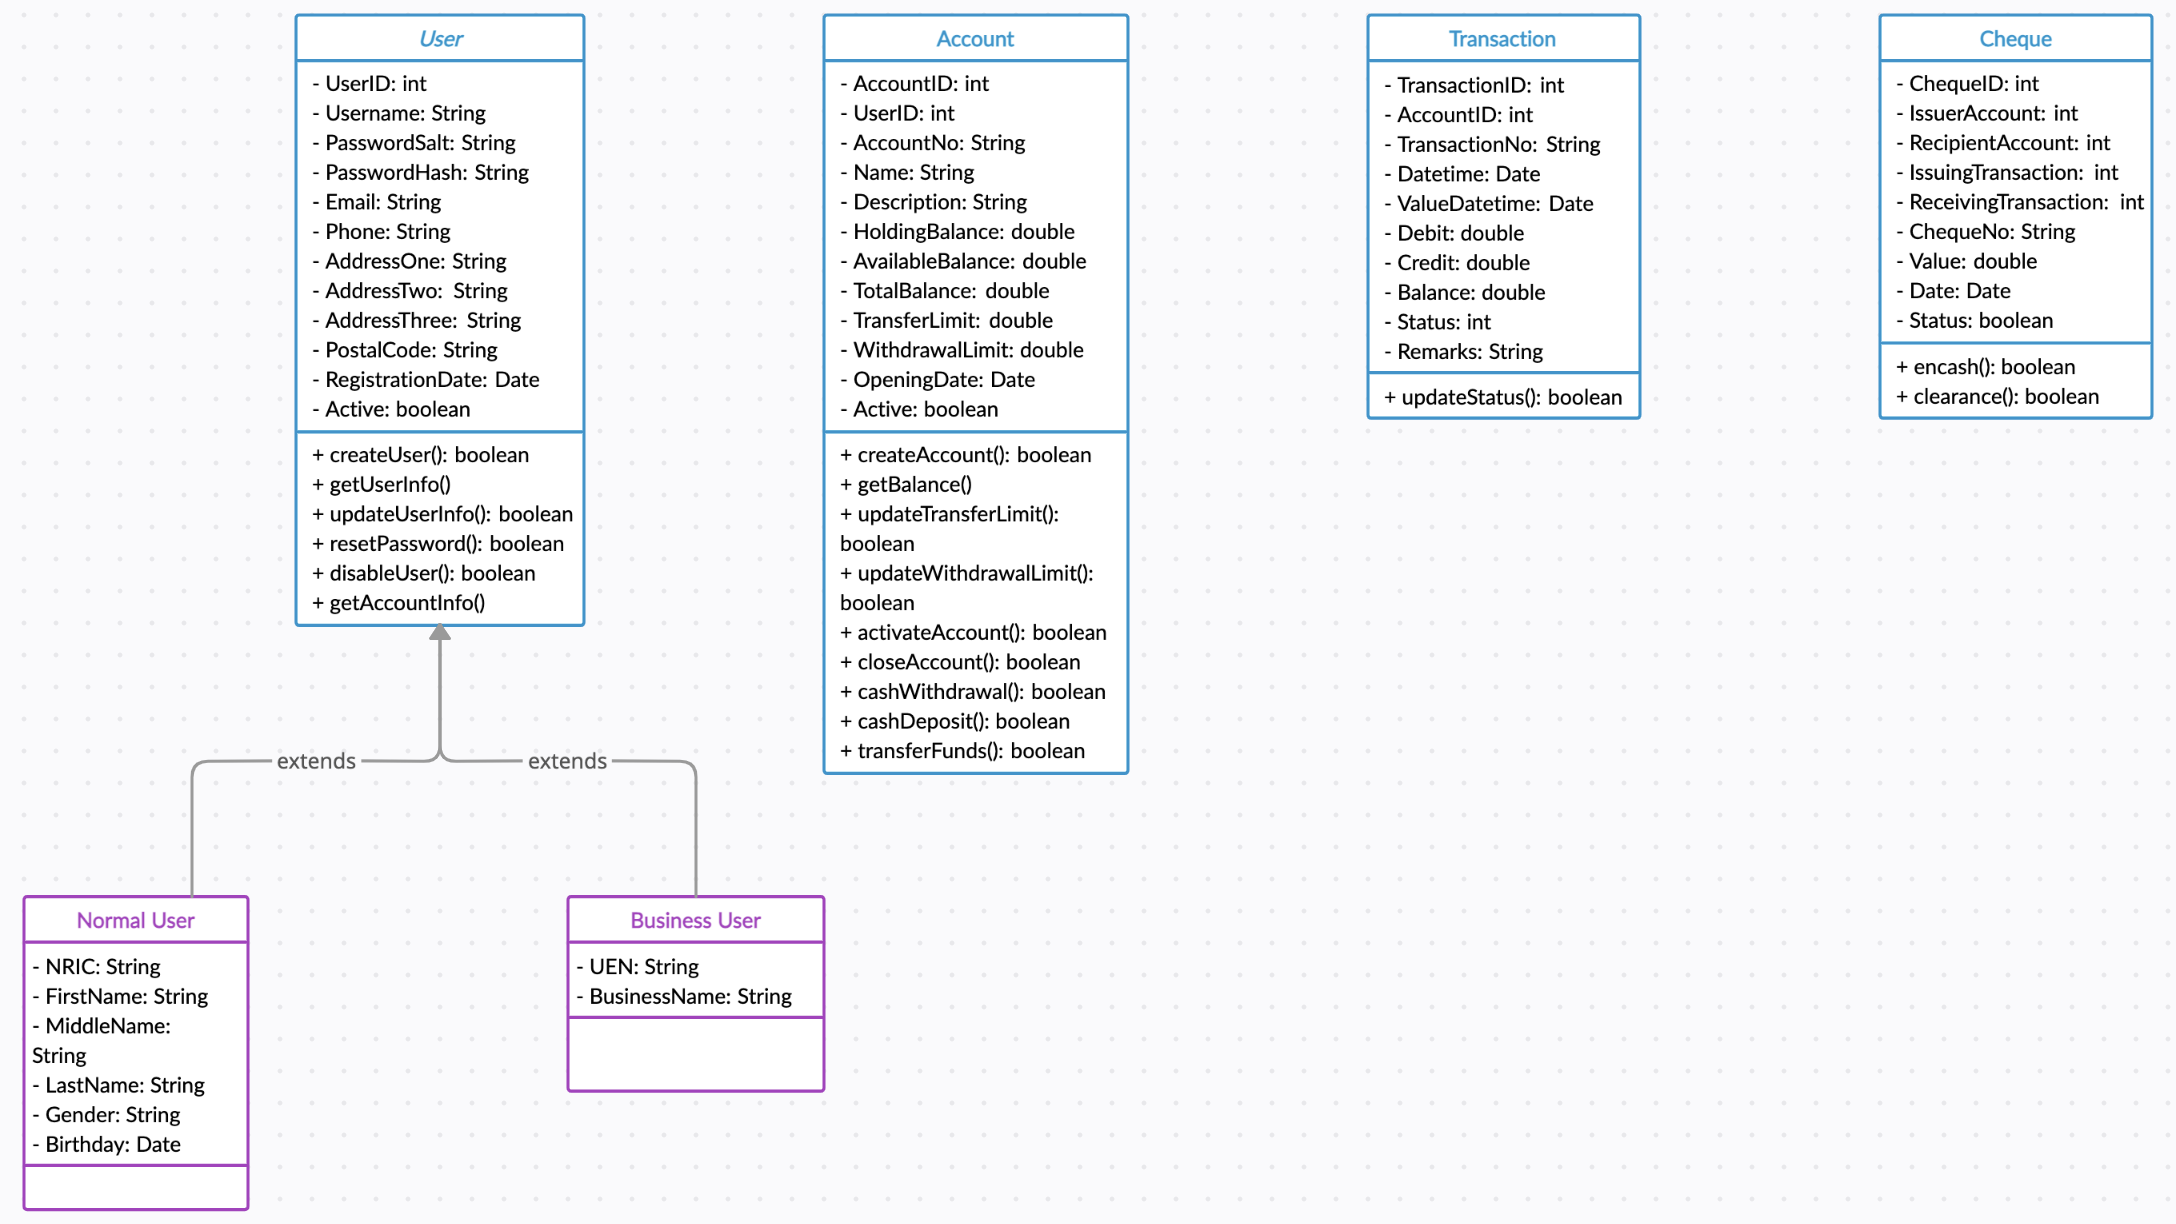 User
- UserID: int
- Username: String
- PasswordSalt: String
- PasswordHash: String
- Email: String
- Phone: String
- AddressOne: String
- AddressTwo: String
- AddressThree: String
- PostalCode: String
- RegistrationDate: Date
- Active: boolean
+ createUser(): boolean
+ getUserInfo()
+ updateUserInfo(): boolean
+ resetPassword(): boolean
+ disableUser(): boolean
+ getAccountInfo()
Account
- AccountID: int
- UserID: int
- AccountNo: String
- Name: String
- Description: String
- HoldingBalance: double
- AvailableBalance: double
- TotalBalance: double
- TransferLimit: double
- WithdrawalLimit: double
- OpeningDate: Date
- Active: boolean
+ createAccount(): boolean
+ getBalance()
+ updateTransferLimit():
boolean
+ updateWithdrawalLimit():
boolean
+ activateAccount(): boolean
+ closeAccount(): boolean
+ cashWithdrawal(): boolean
+ cashDeposit(): boolean
+ transferFunds(): boolean
Transaction
- TransactionID: int
- AccountID: int
- TransactionNo: String
- Datetime: Date
- ValueDatetime: Date
- Debit: double
- Credit: double
- Balance: double
- Status: int
- Remarks: String
+ updateStatus(): boolean
Cheque
- ChequeID: int
- IssuerAccount: int
- RecipientAccount: int
- IssuingTransaction: int
- ReceivingTransaction: int
- ChequeNo: String
- Value: double
- Date: Date
- Status: boolean
+ encash(): boolean
+ clearance(): boolean
extends
extends
Normal User
- NRIC: String
- FirstName: String
- MiddleName:
String
- LastName: String
- Gender: String
- Birthday: Date
Business User
- UEN: String
- BusinessName: String